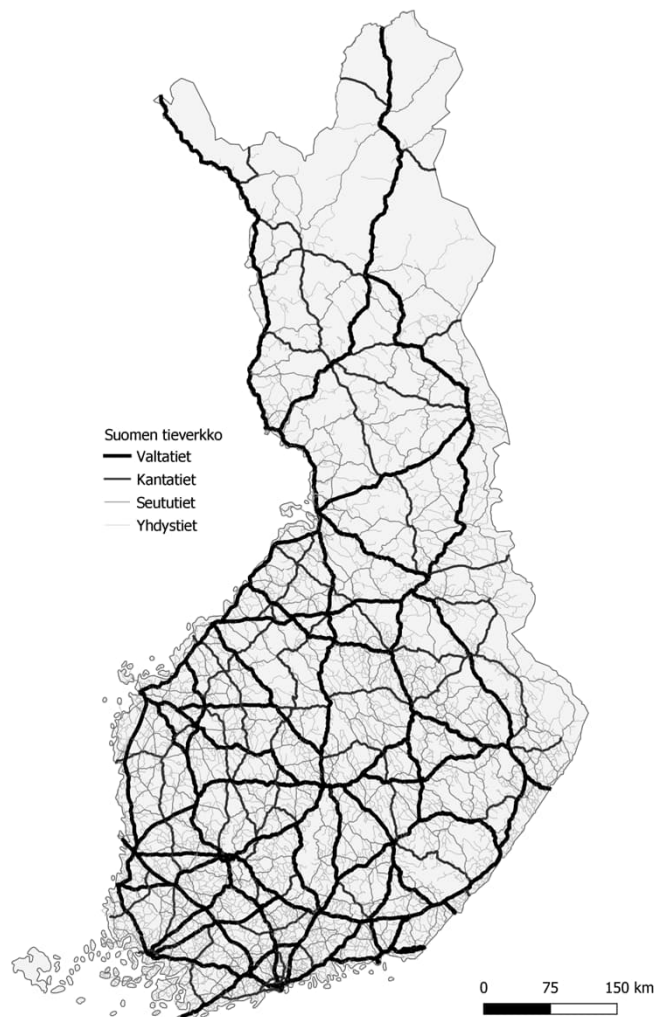 Suomen tieverkko
Valtatiet
Kantatiet
Seututiet
Yhdystiet
0 75 150 km